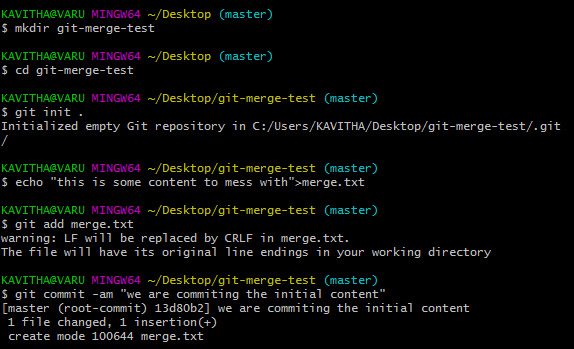 KAVITHA@VARU MINGW64 ~/Desktop (master)
$ mkdir git-merge-test
KAVITHA@VARU MINGW64 ~/Desktop (master)
$ cd git-merge-test
KAVITHA@VARU MINGW64 ~/Desktop/git-merge-test (master)
$ git init .
Initialized empty Git repository in C:/Users/KAVITHA/Desktop/git-merge-test/.git
/
KAVITHA@VARU MINGW64 ~/Desktop/git-merge-test (master)
$ echo "this is some content to mess with">merge.txt
KAVITHA@VARU MINGW64 ~/Desktop/git-merge-test (master)
$ git add merge.txt
warning: LF will be replaced by CRLF in merge.txt.
The file will have its original line endings in your working directory
KAVITHA@VARU MINGW64 ~/Desktop/git-merge-test (master)
$ git commit -am "we are commiting the initial content"
[master (root-commit) 13d80b2] we are commiting the initial content
1 file changed, 1 insertion(+)
create mode 100644 merge.txt